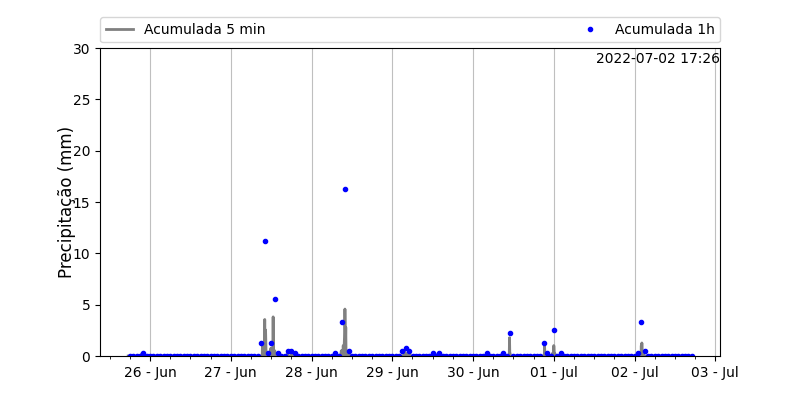 Acumulada 5 min
Acumulada 1h
2022-07-02 17:26
Precipitação (mm)
30
25
20
15
10
5
0
26 - Jun
27 - Jun
28 - Jun
29 - Jun
30 - Jun
01 - Jul
02 - Jul
03 - Jul